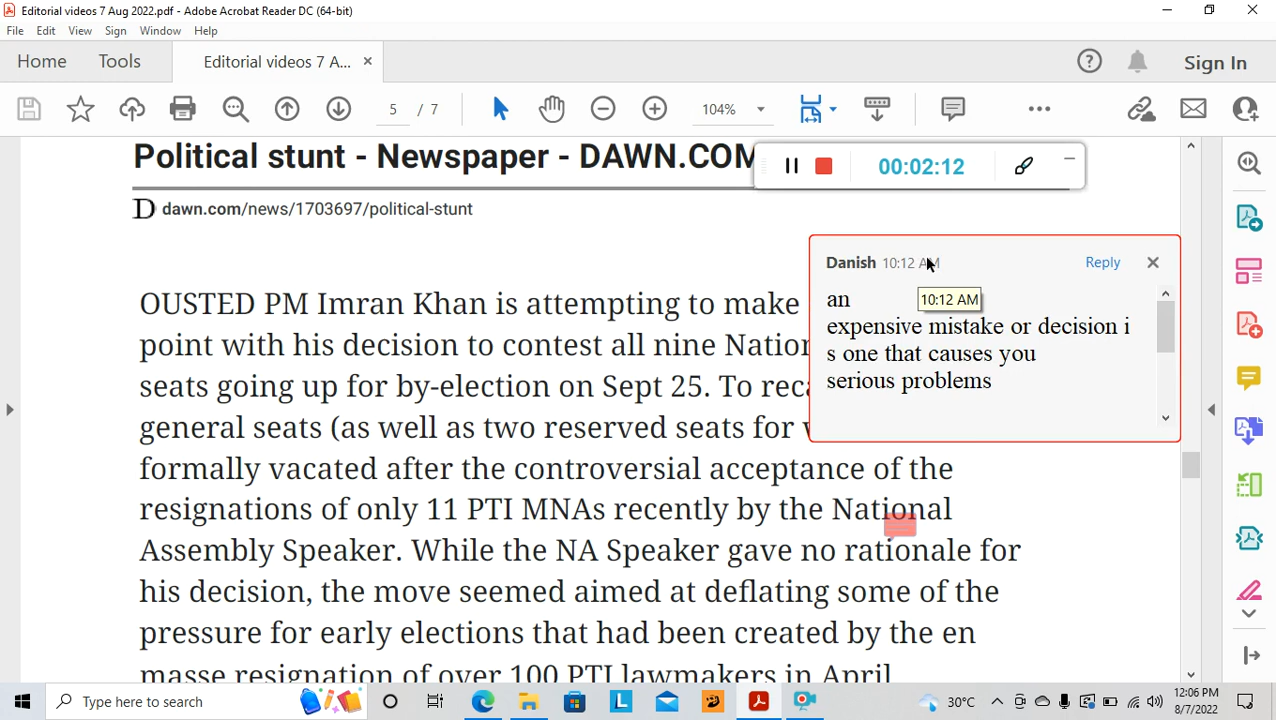 Editorial videos 7 Aug 2022.pdf - Adobe Acrobat Reader DC (64-bit)
File Edit View Sign Window Help
Home Tools Editorial videos 7 A... × Sign In
5 / 7 104%
Political stunt - Newspaper - DAWN.COM
00:02:12
D dawn.com/news/1703697/political-stunt
Danish 10:12 AM Reply
10:12 AM
an
expensive mistake or decision i
s one that causes you
serious problems
OUSTED PM Imran Khan is attempting to make
point with his decision to contest all nine
seats going up for by-election on Sept 25. To
general seats (as well as two reserved seats for
formally vacated after the controversial acceptance of the
resignations of only 11 PTI MNAs recently by the National
Assembly Speaker. While the NA Speaker gave no rationale for
his decision, the move seemed aimed at deflating some of the
pressure for early elections that had been created by the en
masse resignation of over 100 PTI lawmakers in April
Type here to search
30°C
12:06 PM
8/7/2022